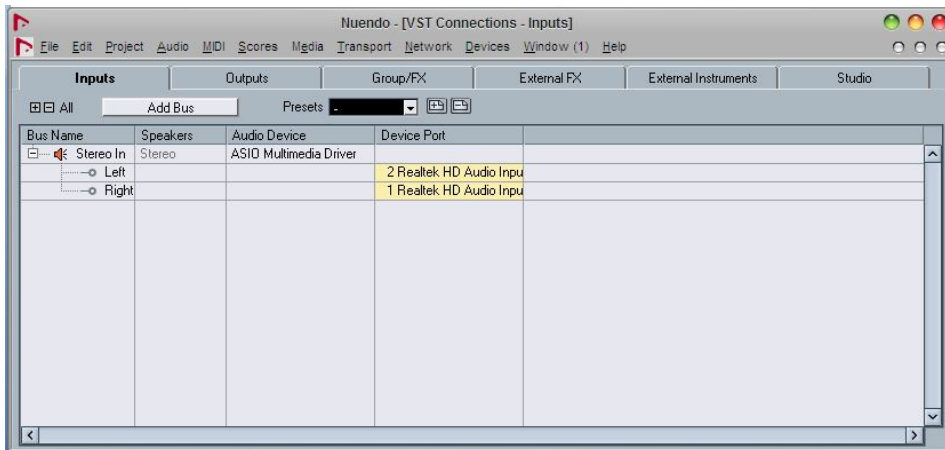 Nuendo - [VST Connections - Inputs]
File Edit Project Audio MIDI Scores Media Transport Network Devices Window (1) Help
Inputs Outputs Group/FX External FX External Instruments Studio
All Add Bus Presets -
Bus Name Speakers Audio Device Device Port
Stereo In Stereo ASIO Multimedia Driver
Left 2 Realtek HD Audio Inpu
Right 1 Realtek HD Audio Inpu